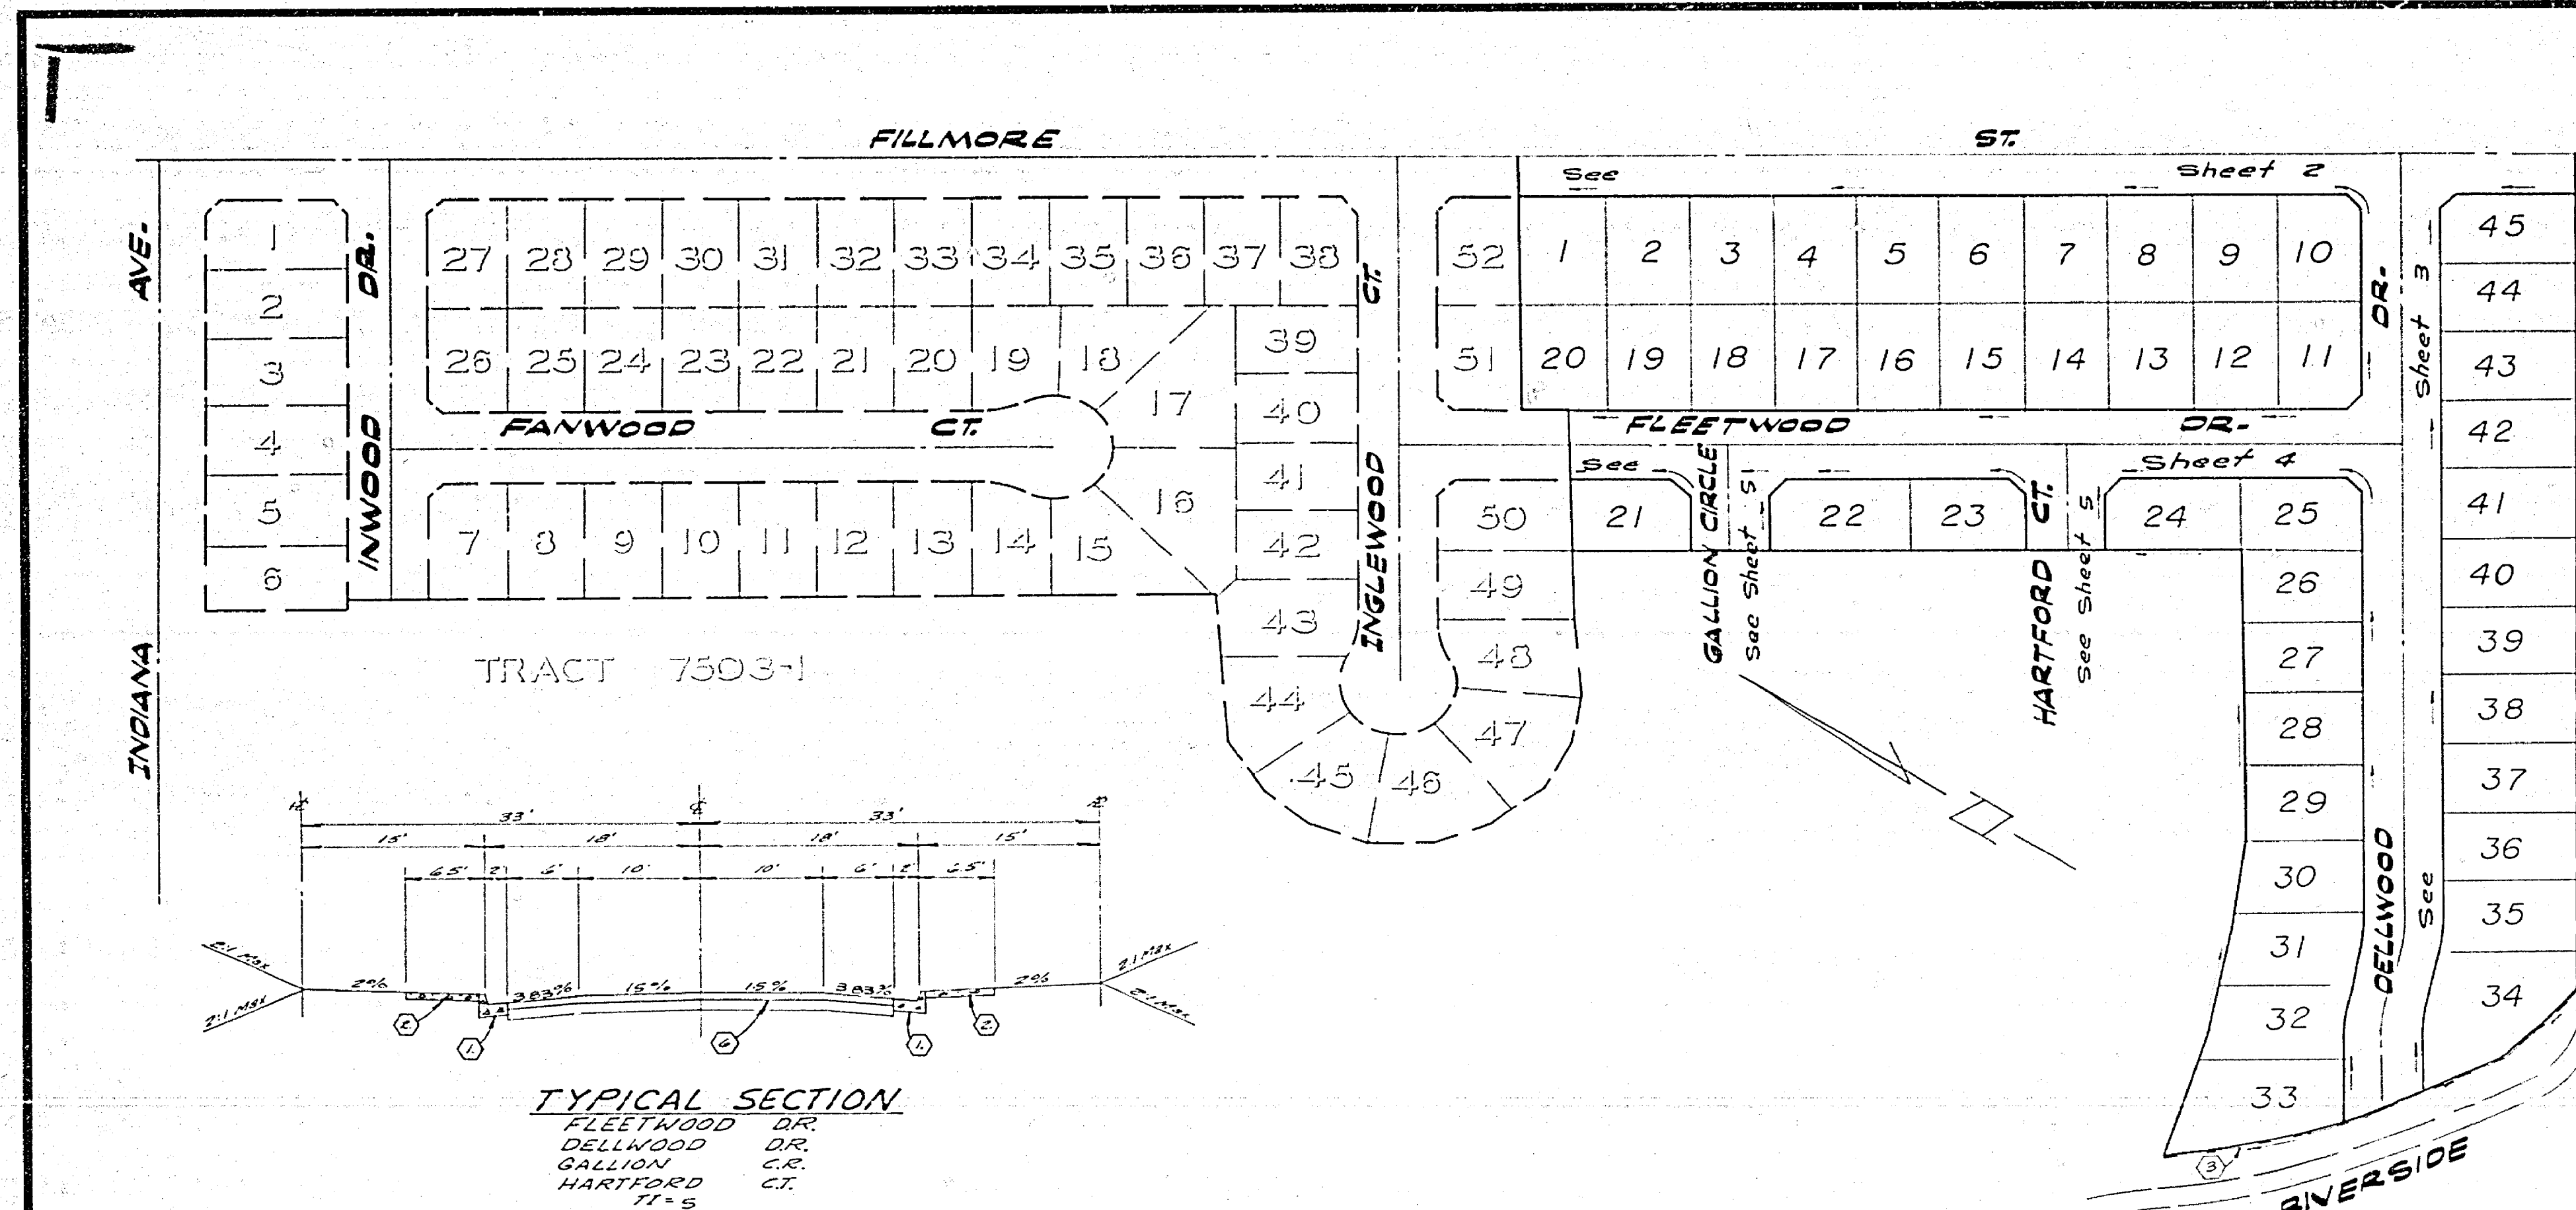 FILLMORE ST.
See Sheet 2
AVE.
INDIANA
DR.
INWOOD
1
2
3
4
5
6
27 28 29 30 31 32 33 34 35 36 37 38
26 25 24 23 22 21 20 19 18
17
FANWOOD CT.
16
7 8 9 10 11 12 13 14 15
39
40
41
42
43
44
45
46
47
48
49
50
51
52
CT.
INGLEWOOD
1 2 3 4 5 6 7 8 9 10
20 19 18 17 16 15 14 13 12 11
FLEETWOOD DR.
See Sheet 4
21 22 23 24 25
GALLION CIRCLE
See Sheet 5
HARTFORD CT.
See Sheet 5
26
27
28
29
30
31
32
33
DR.
DELLWOOD
See Sheet 3
45
44
43
42
41
40
39
38
37
36
35
34
3
RIVERSIDE
TRACT 7503-1
33' 33'
15' 18' 18' 15'
6.5' 2' 6' 10' 10' 6' 2' 6.5'
2:1 Max 2:1 Max
2% 3.83% 1.5% 1.5% 3.83% 2%
2:1 Max 2:1 Max
2 1 6 1 2
TYPICAL SECTION
FLEETWOOD DR.
DELLWOOD DR.
GALLION CR.
HARTFORD CT.
TI=5